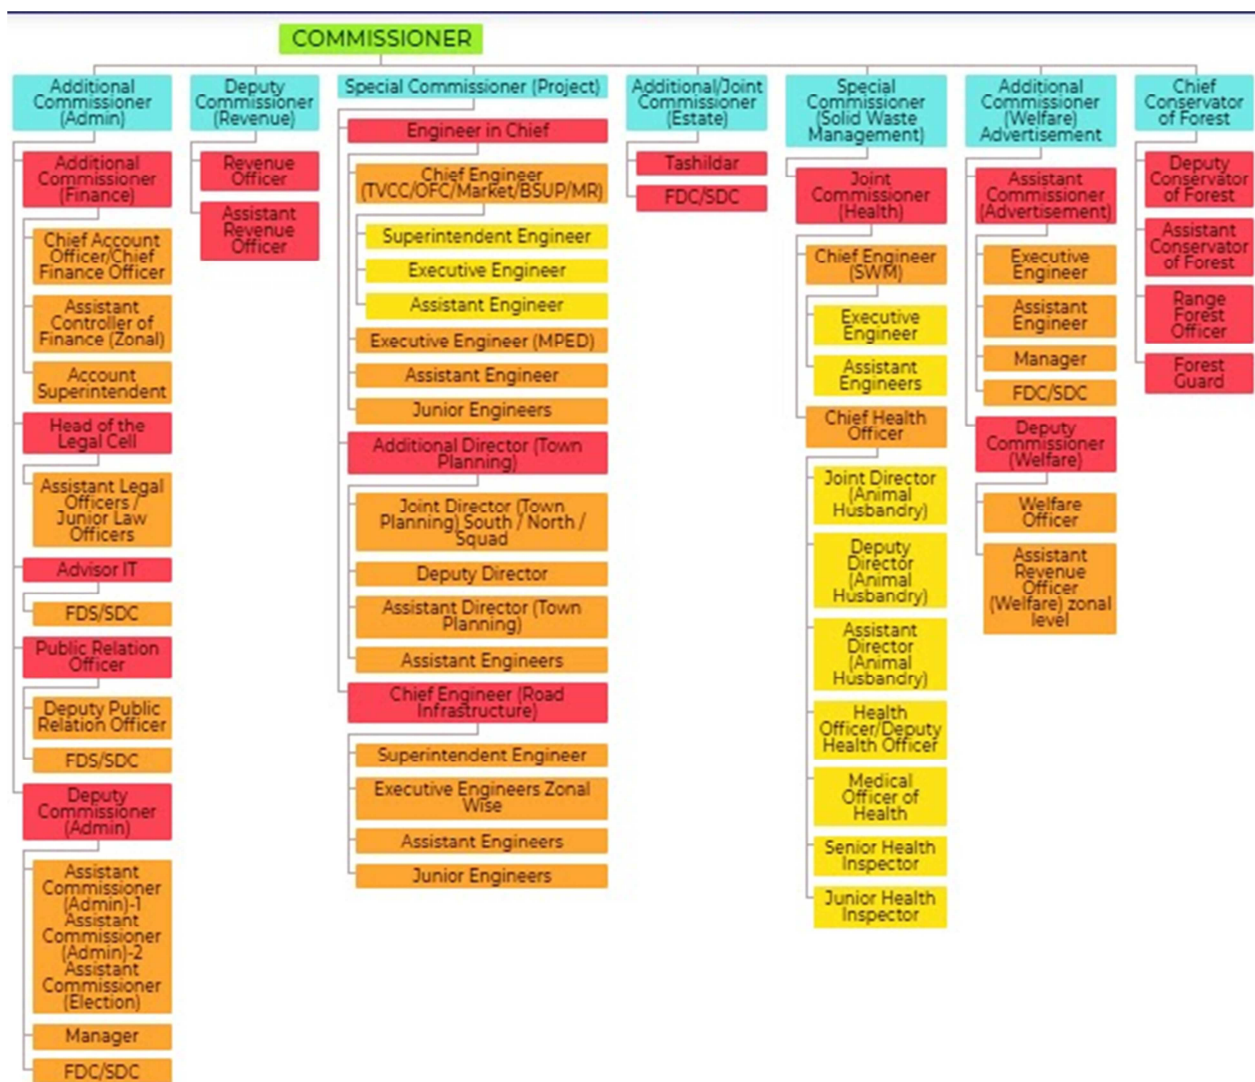 COMMISSIONER
Additional
Commissioner
(Admin)
Additional
Commissioner
(Finance)
Chief Account
Officer/Chief
Finance Officer
Assistant
Controller of
Finance (Zonal)
Account
Superintendent
Head of the
Legal Cell
Assistant Legal
Officers /
Junior Law
Officers
Advisor IT
FDS/SDC
Public Relation
Officer
Deputy Public
Relation Officer
FDS/SDC
Deputy
Commissioner
(Admin)
Assistant
Commissioner
(Admin)-1
Assistant
Commissioner
(Admin)-2
Assistant
Commissioner
(Election)
Manager
FDC/SDC
Deputy
Commissioner
(Revenue)
Revenue
Officer
Assistant
Revenue
Officer
Special Commissioner (Project)
Engineer in Chief
Chief Engineer
(TVCC/OFC/Market/BSUP/MR)
Superintendent Engineer
Executive Engineer
Assistant Engineer
Executive Engineer (MPED)
Assistant Engineer
Junior Engineers
Additional Director (Town
Planning)
Joint Director (Town
Planning) South / North /
Squad
Deputy Director
Assistant Director (Town
Planning)
Assistant Engineers
Chief Engineer (Road
Infrastructure)
Superintendent Engineer
Executive Engineers Zonal
Wise
Assistant Engineers
Junior Engineers
Additional/Joint
Commissioner
(Estate)
Tashildar
FDC/SDC
Special
Commissioner
(Solid Waste
Management)
Joint
Commissioner
(Health)
Chief Engineer
(SWM)
Executive
Engineer
Assistant
Engineers
Chief Health
Officer
Joint Director
(Animal
Husbandry)
Deputy
Director
(Animal
Husbandry)
Assistant
Director
(Animal
Husbandry)
Health
Officer/Deputy
Health Officer
Medical
Officer of
Health
Senior Health
Inspector
Junior Health
Inspector
Additional
Commissioner
(Welfare)
Advertisement
Assistant
Commissioner
(Advertisement)
Executive
Engineer
Assistant
Engineer
Manager
FDC/SDC
Deputy
Commissioner
(Welfare)
Welfare
Officer
Assistant
Revenue
Officer
(Welfare) zonal
level
Chief
Conservator
of Forest
Deputy
Conservator
of Forest
Assistant
Conservator
of Forest
Range
Forest
Officer
Forest
Guard